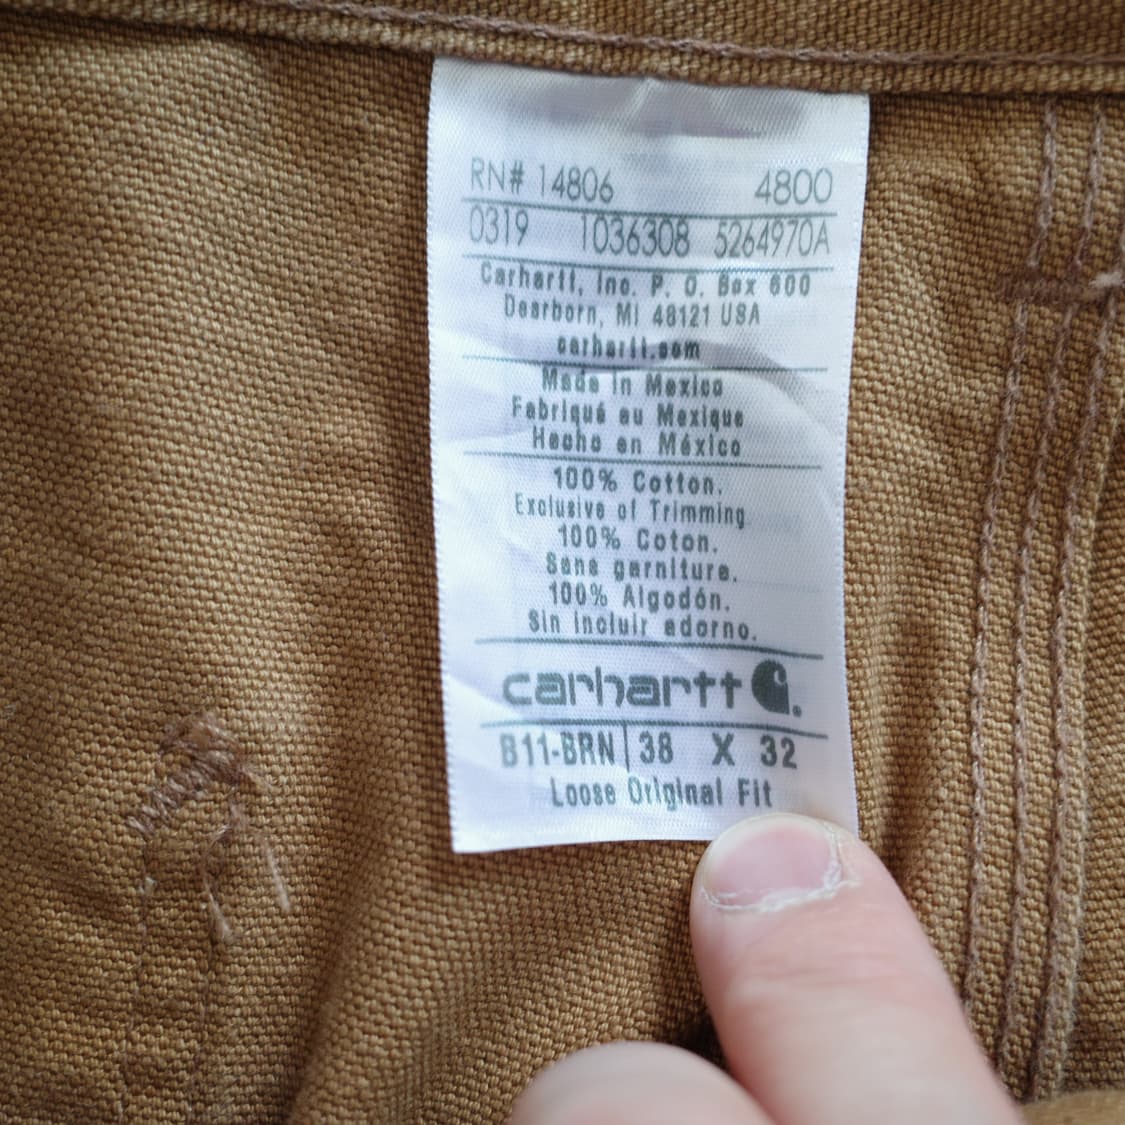 RN# 14806 4800
0319 1036308 5264970A
Carhartt, Inc. P. O. Box 600
Dearborn, MI 48121 USA
carhartt.com
Made in Mexico
Fabriqué au Mexique
Hecho en México
100% Cotton.
Exclusive of Trimming
100% Coton.
Sans garniture.
100% Algodón.
Sin incluir adorno.
carhartt
B11-BRN | 38 X 32
Loose Original Fit